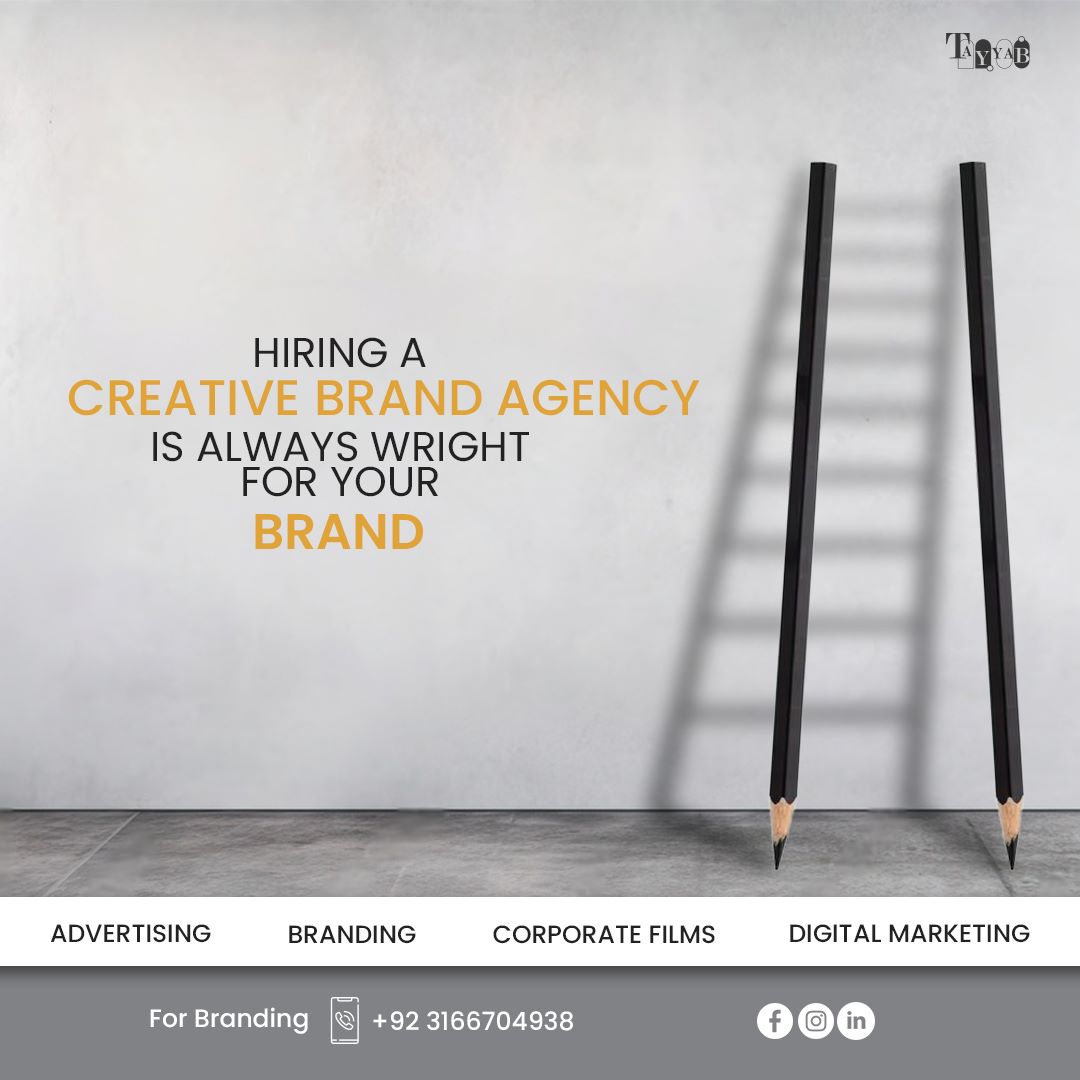 TAYYAB
HIRING A
CREATIVE BRAND AGENCY
IS ALWAYS WRIGHT
FOR YOUR
BRAND
ADVERTISING BRANDING CORPORATE FILMS DIGITAL MARKETING
For Branding +92 3166704938